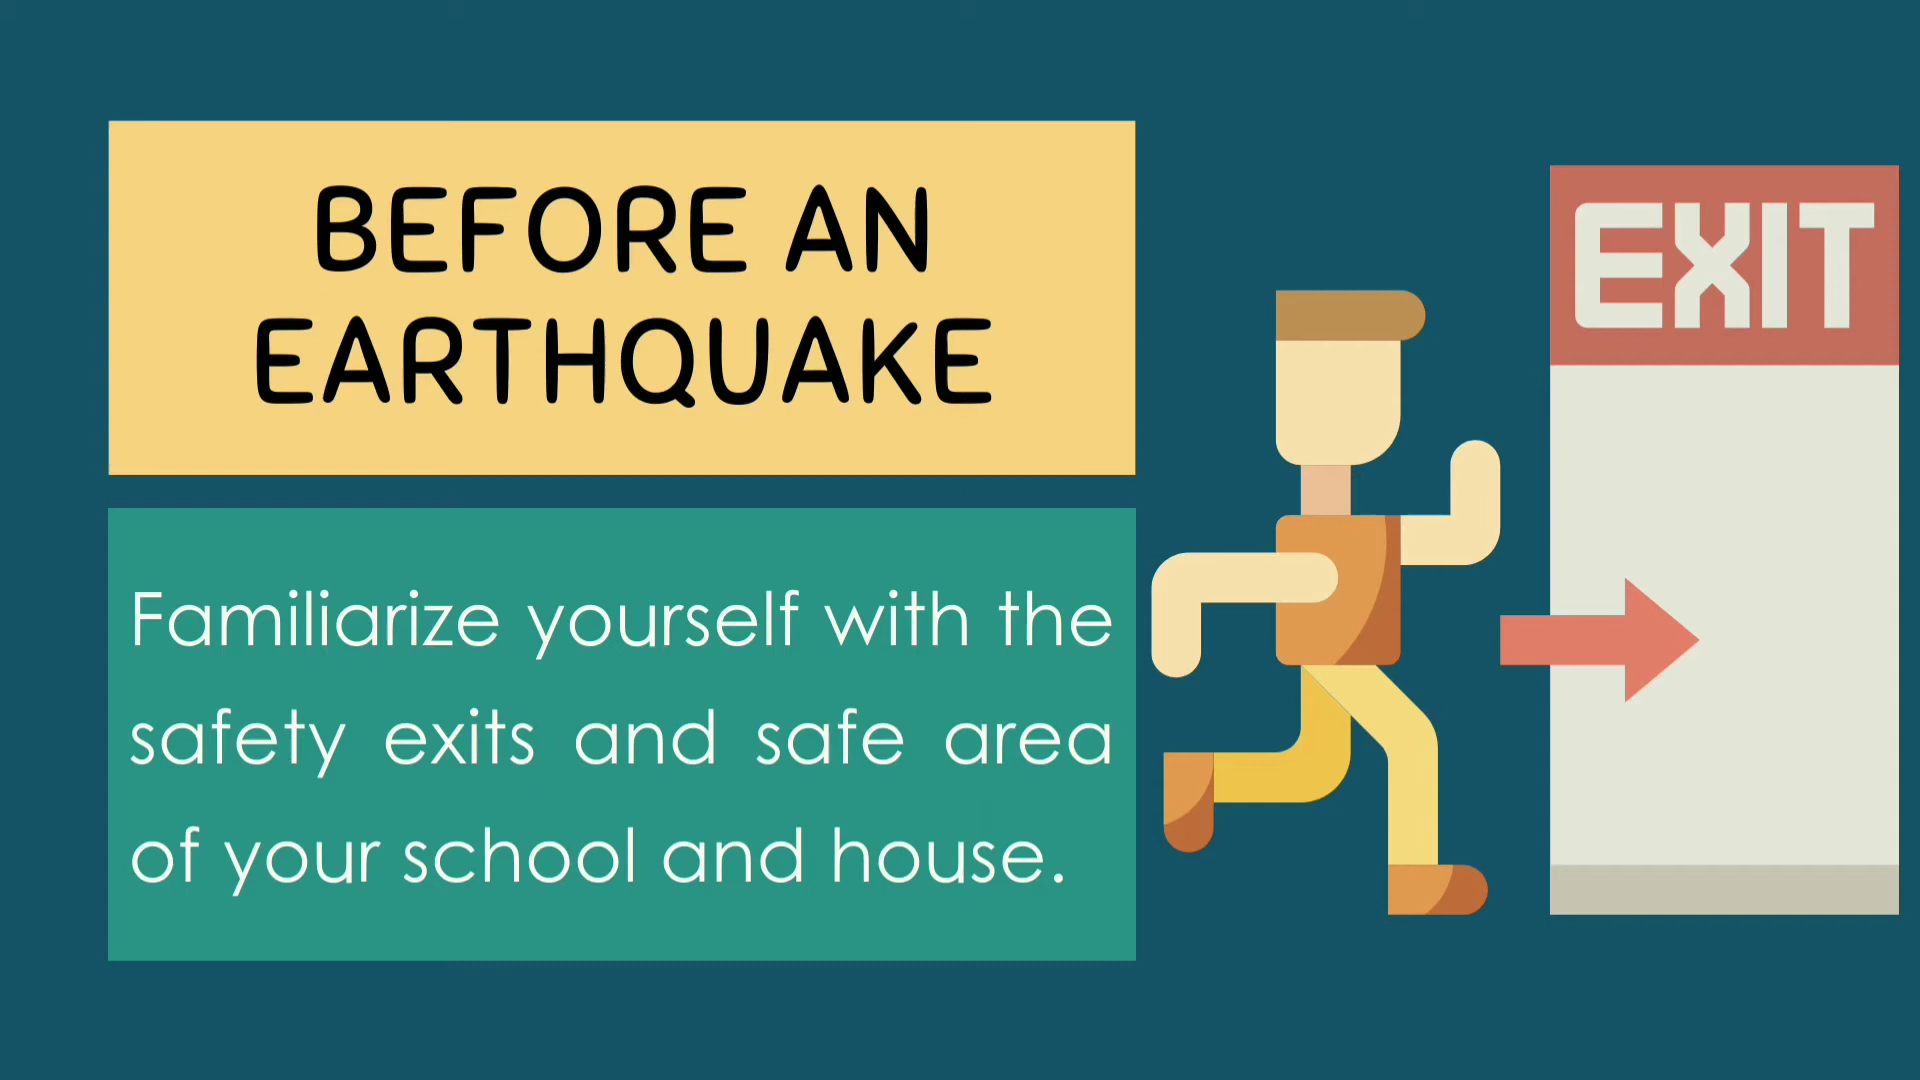 BEFORE AN
EARTHQUAKE
Familiarize yourself with the
safety exits and safe area
of your school and house.
EXIT